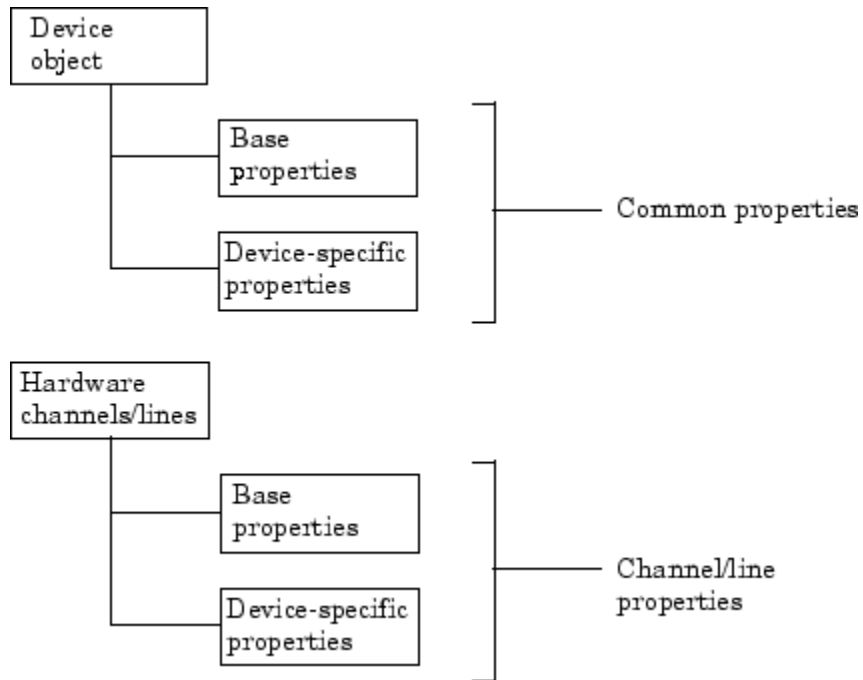 Device
object
Base
properties
Device-specific
properties
Common properties
Hardware
channels/lines
Base
properties
Device-specific
properties
Channel/line
properties